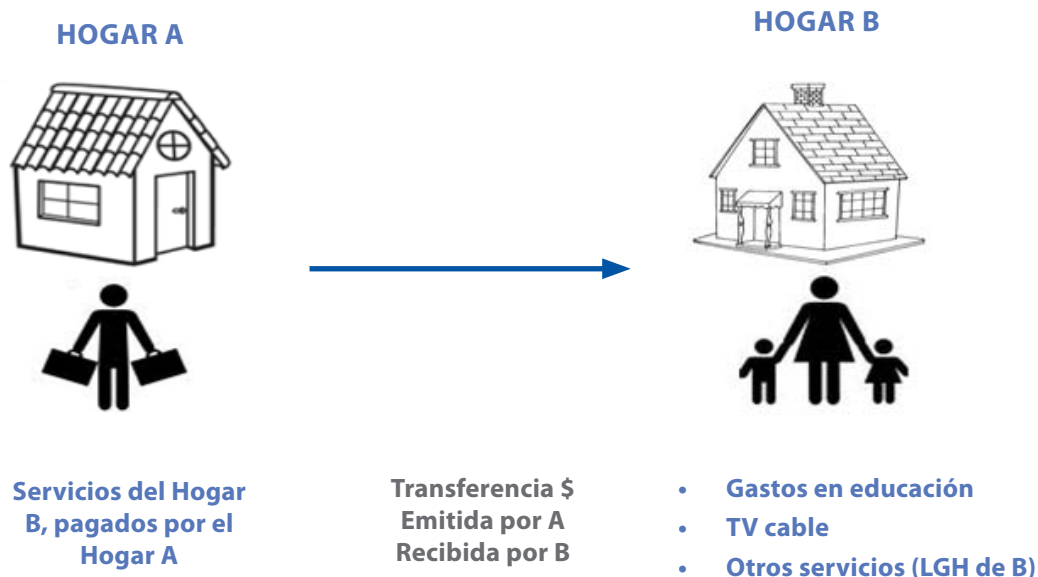 HOGAR A
HOGAR B
Servicios del Hogar
B, pagados por el
Hogar A
Transferencia $
Emitida por A
Recibida por B
• Gastos en educación
• TV cable
• Otros servicios (LGH de B)